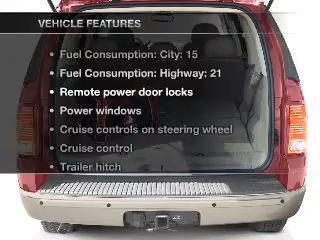 VEHICLE FEATURES
• Fuel Consumption: City: 15
• Fuel Consumption: Highway: 21
• Remote power door locks
• Power windows
• Cruise controls on steering wheel
• Cruise control
• Trailer hitch